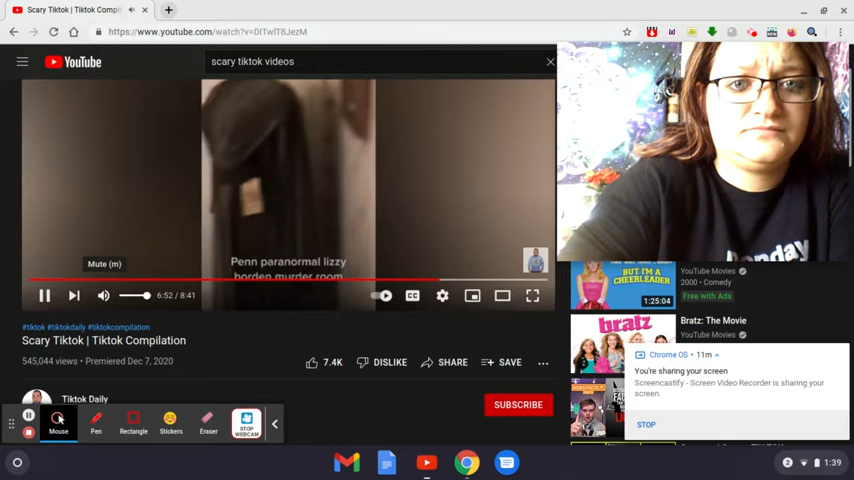 Scary Tiktok | Tiktok Compilation
https://www.youtube.com/watch?v=DITwlT8JezM
YouTube
scary tiktok videos
Penn paranormal lizzy
borden murder room
Mute (m)
6:52 / 8:41
CC
#tiktok #tiktokdaily #tiktokcompilation
Scary Tiktok | Tiktok Compilation
545,044 views • Premiered Dec 7, 2020
7.4K
DISLIKE
SHARE
SAVE
Tiktok Daily
SUBSCRIBE
Mouse
Pen
Rectangle
Stickers
Eraser
STOP
WEBCAM
BUT I'M A
CHEERLEADER
1:25:04
YouTube Movies
2000 • Comedy
Free with Ads
bratz
Bratz: The Movie
YouTube Movies
Chrome OS • 11m
You're sharing your screen
Screencastify - Screen Video Recorder is sharing your
screen.
STOP
2
1:39